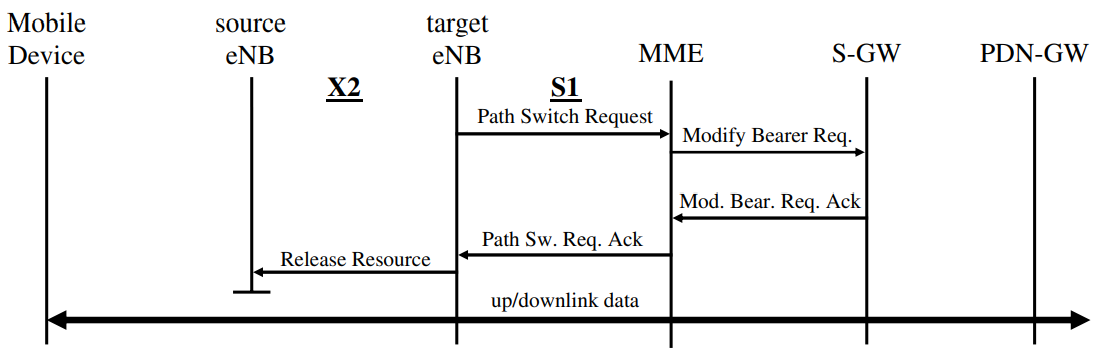 Mobile
Device
source
eNB
target
eNB
MME
S-GW
PDN-GW
X2
S1
Path Switch Request
Modify Bearer Req.
Mod. Bear. Req. Ack
Path Sw. Req. Ack
Release Resource
up/downlink data